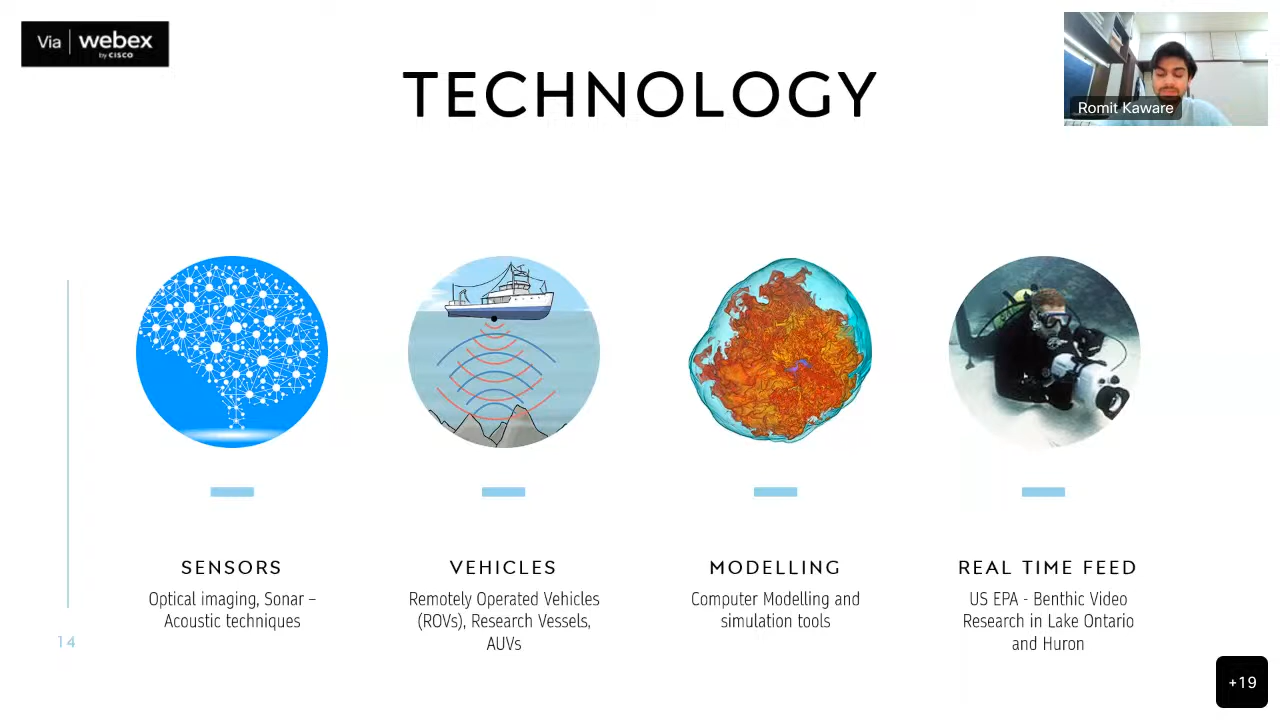 Via webex
by CISCO
TECHNOLOGY
Romit Kaware
SENSORS
Optical imaging, Sonar –
Acoustic techniques
VEHICLES
Remotely Operated Vehicles
(ROVs), Research Vessels,
AUVs
MODELLING
Computer Modelling and
simulation tools
REAL TIME FEED
US EPA - Benthic Video
Research in Lake Ontario
and Huron
14
+19